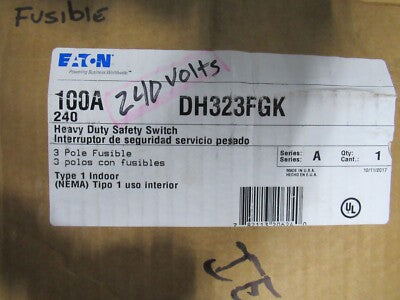 Fusible
EATON
Powering Business Worldwide
240 VOLTS
100A
240
DH323FGK
Heavy Duty Safety Switch
Interruptor de seguridad servicio pesado
3 Pole Fusible
3 polos con fusibles
Series: A Qty: 1
Serie: Cant.:
Type 1 Indoor
(NEMA) Tipo 1 uso interior
MADE IN U.S.A.
HECHO EN E.U.A.
10/11/2017
UL